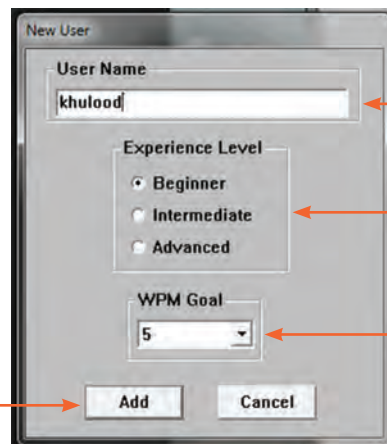 New User
User Name
khulood
Experience Level
Beginner
Intermediate
Advanced
WPM Goal
5
Add Cancel